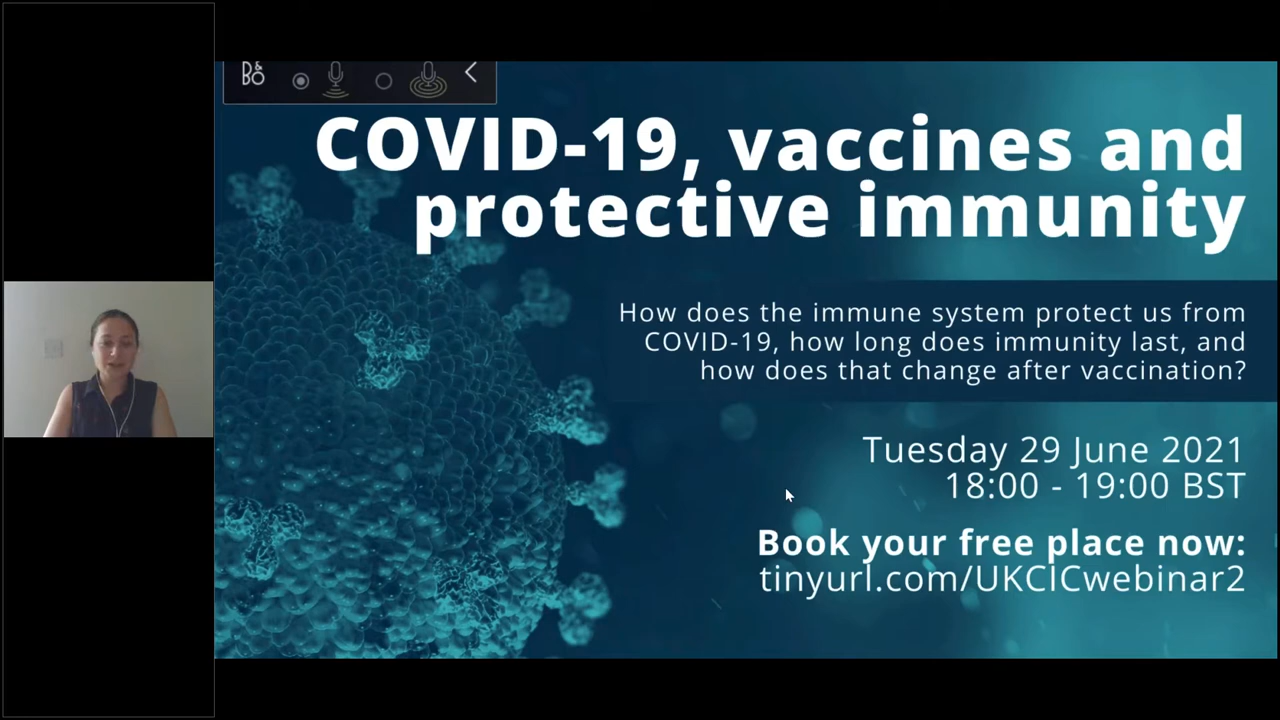 B&O
COVID-19, vaccines and
protective immunity
How does the immune system protect us from
COVID-19, how long does immunity last, and
how does that change after vaccination?
Tuesday 29 June 2021
18:00 - 19:00 BST
Book your free place now:
tinyurl.com/UKCICwebinar2